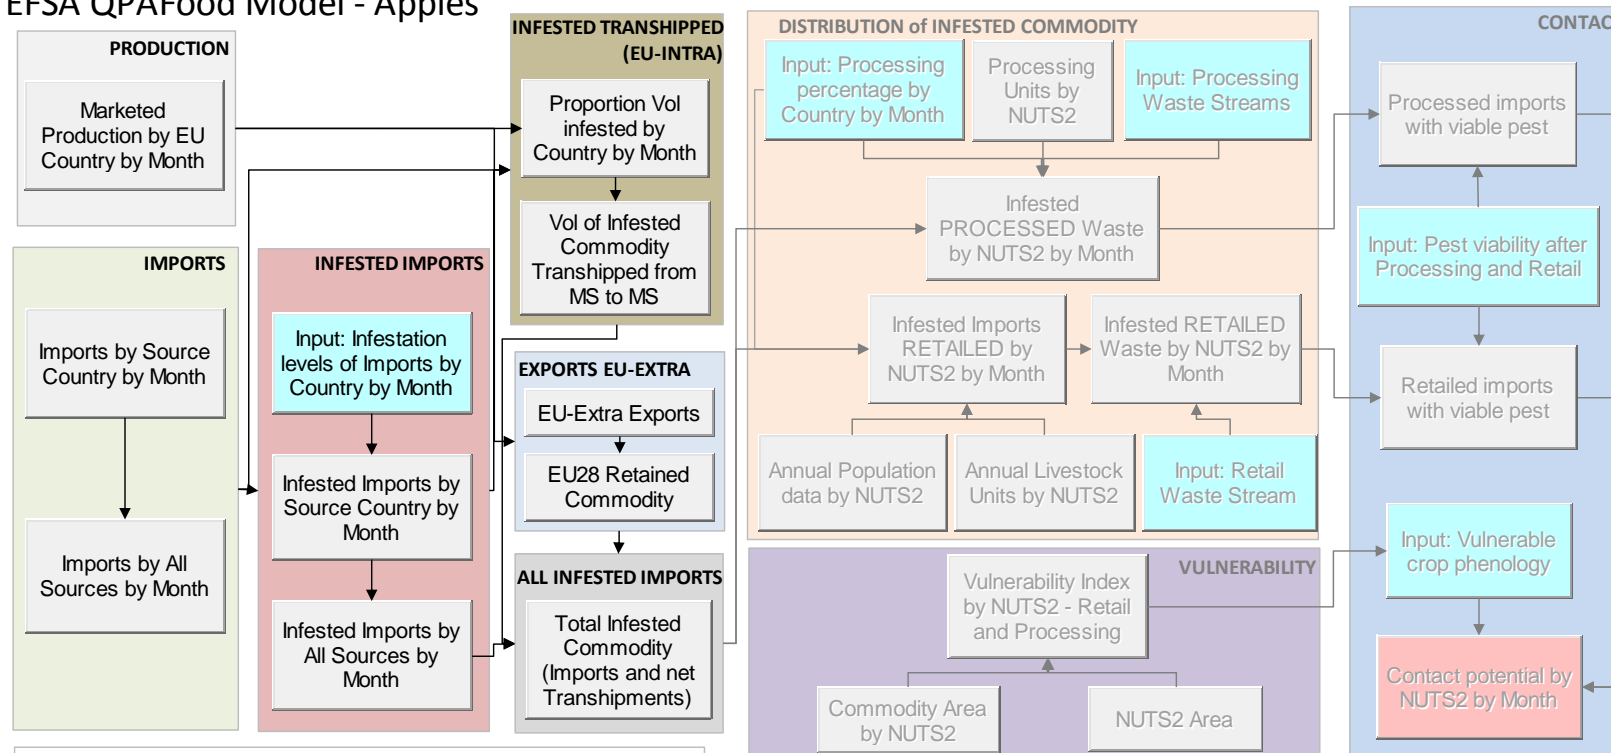 EFSA QPAFood Model - Apples
PRODUCTION
Marketed
Production by EU
Country by Month
IMPORTS
Imports by Source
Country by Month
Imports by All
Sources by Month
INFESTED IMPORTS
Input: Infestation
levels of Imports by
Country by Month
Infested Imports by
Source Country by
Month
Infested Imports by
All Sources by
Month
INFESTED TRANSHIPPED
(EU-INTRA)
Proportion Vol
infested by
Country by Month
Vol of Infested
Commodity
Transhipped from
MS to MS
EXPORTS EU-EXTRA
EU-Extra Exports
EU28 Retained
Commodity
ALL INFESTED IMPORTS
Total Infested
Commodity
(Imports and net
Transhipments)
DISTRIBUTION of INFESTED COMMODITY
Input: Processing
percentage by
Country by Month
Processing
Units by
NUTS2
Input: Processing
Waste Streams
Infested
PROCESSED Waste
by NUTS2 by Month
Infested Imports
RETAILED by
NUTS2 by Month
Infested RETAILED
Waste by NUTS2 by
Month
Annual Population
data by NUTS2
Annual Livestock
Units by NUTS2
Input: Retail
Waste Stream
VULNERABILITY
Vulnerability Index
by NUTS2 - Retail
and Processing
Commodity Area
by NUTS2
NUTS2 Area
CONTAC
Processed imports
with viable pest
Input: Pest viability after
Processing and Retail
Retailed imports
with viable pest
Input: Vulnerable
crop phenology
Contact potential by
NUTS2 by Month